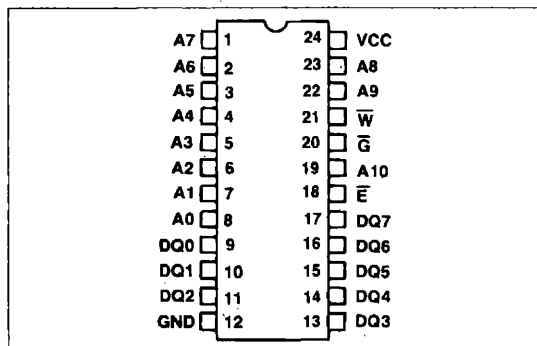 A7 1 24 VCC
A6 2 23 A8
A5 3 22 A9
A4 4 21 W̅
A3 5 20 G̅
A2 6 19 A10
A1 7 18 E̅
A0 8 17 DQ7
DQ0 9 16 DQ6
DQ1 10 15 DQ5
DQ2 11 14 DQ4
GND 12 13 DQ3